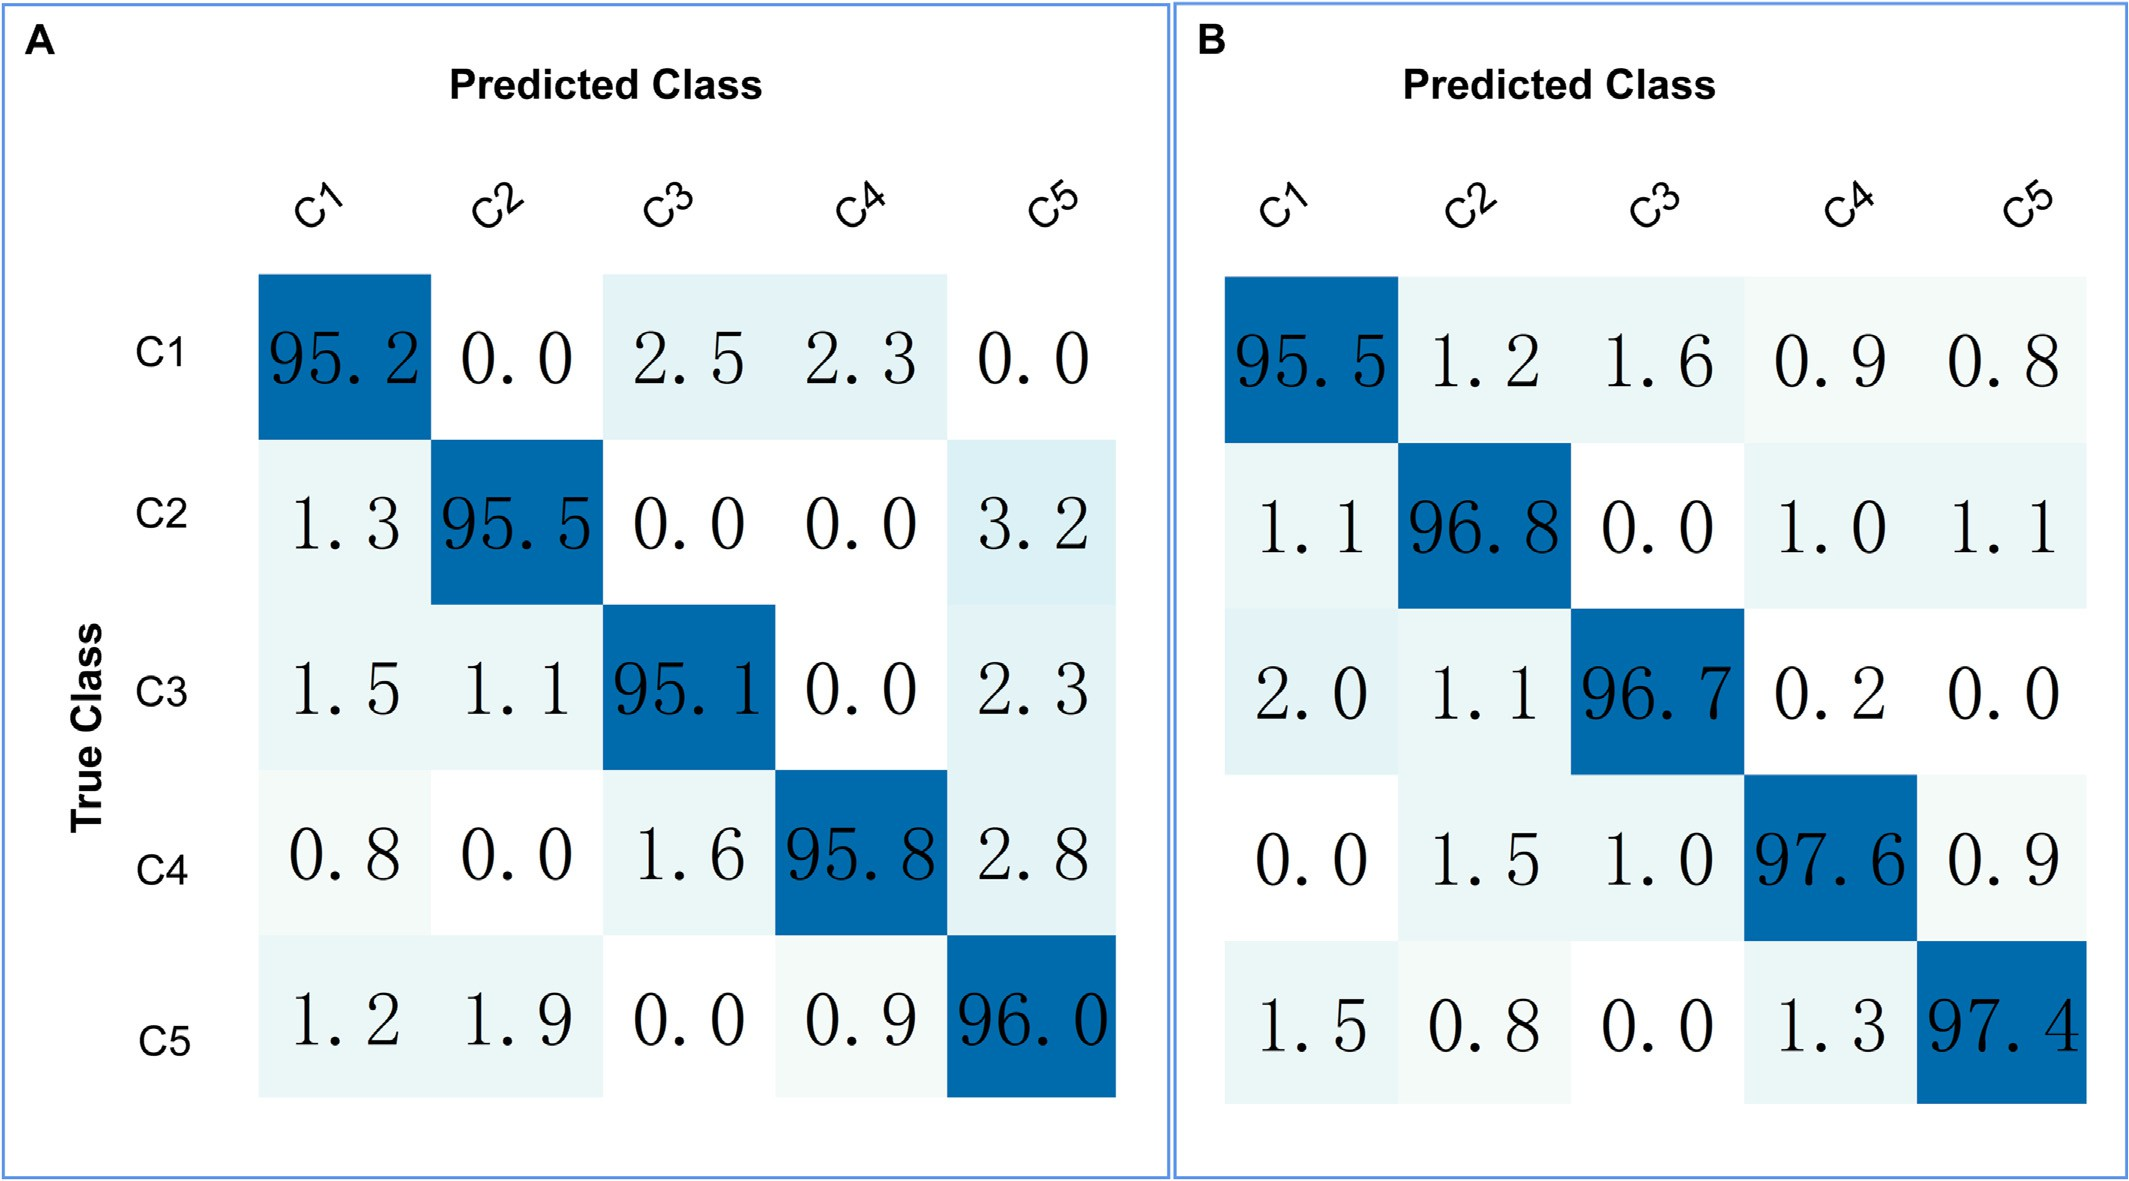 A
Predicted Class
C1 C2 C3 C4 C5
C1 95.2 0.0 2.5 2.3 0.0
C2 1.3 95.5 0.0 0.0 3.2
C3 1.5 1.1 95.1 0.0 2.3
C4 0.8 0.0 1.6 95.8 2.8
C5 1.2 1.9 0.0 0.9 96.0
True Class
B
Predicted Class
C1 C2 C3 C4 C5
95.5 1.2 1.6 0.9 0.8
1.1 96.8 0.0 1.0 1.1
2.0 1.1 96.7 0.2 0.0
0.0 1.5 1.0 97.6 0.9
1.5 0.8 0.0 1.3 97.4